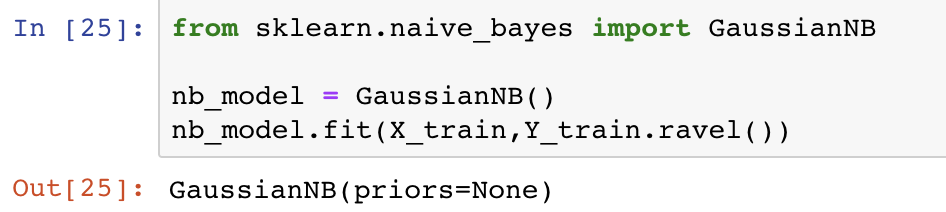 In [25]: from sklearn.naive_bayes import GaussianNB
nb_model = GaussianNB()
nb_model.fit(X_train,Y_train.ravel())
Out[25]: GaussianNB(priors=None)